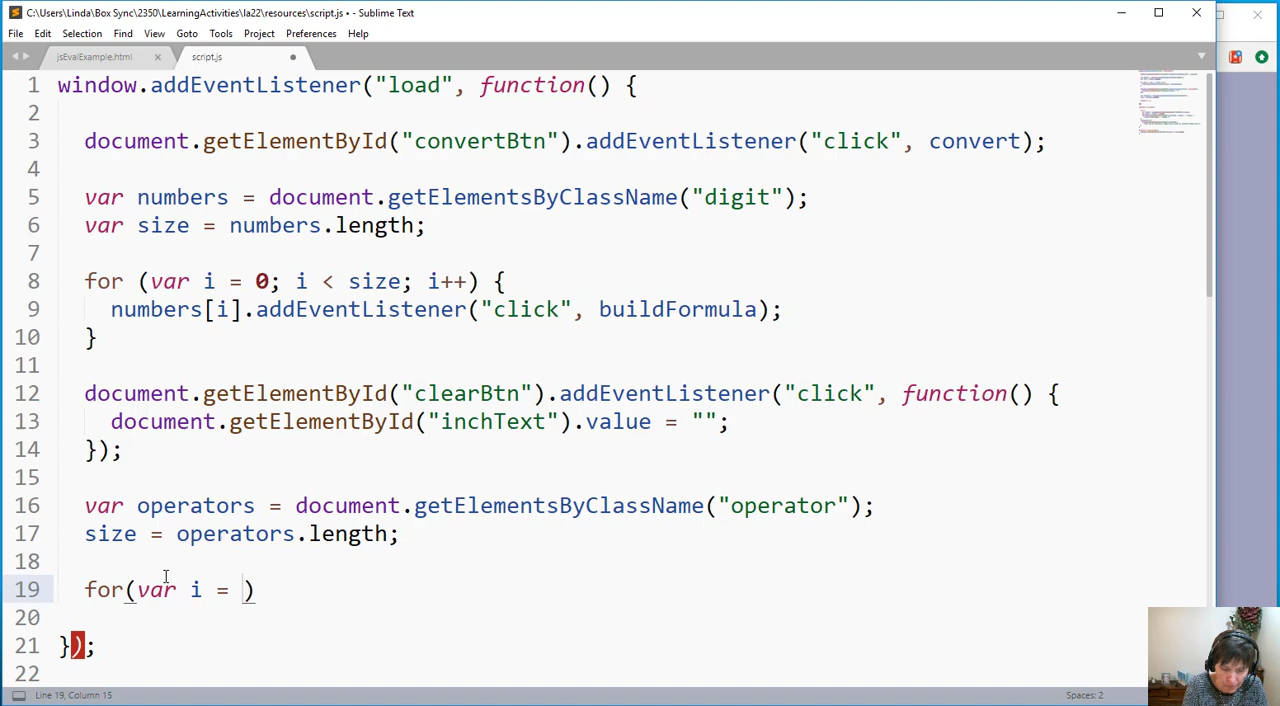 C:\Users\Linda\Box Sync\2350\LearningActivities\la22\resources\script.js • - Sublime Text
File Edit Selection Find View Goto Tools Project Preferences Help
jsEvalExample.html script.js
1 window.addEventListener("load", function() {
2
3 document.getElementById("convertBtn").addEventListener("click", convert);
4
5 var numbers = document.getElementsByClassName("digit");
6 var size = numbers.length;
7
8 for (var i = 0; i < size; i++) {
9 numbers[i].addEventListener("click", buildFormula);
10 }
11
12 document.getElementById("clearBtn").addEventListener("click", function() {
13 document.getElementById("inchText").value = "";
14 });
15
16 var operators = document.getElementsByClassName("operator");
17 size = operators.length;
18
19 for(var i = )
20
21 });
22
Line 19, Column 15 Spaces: 2